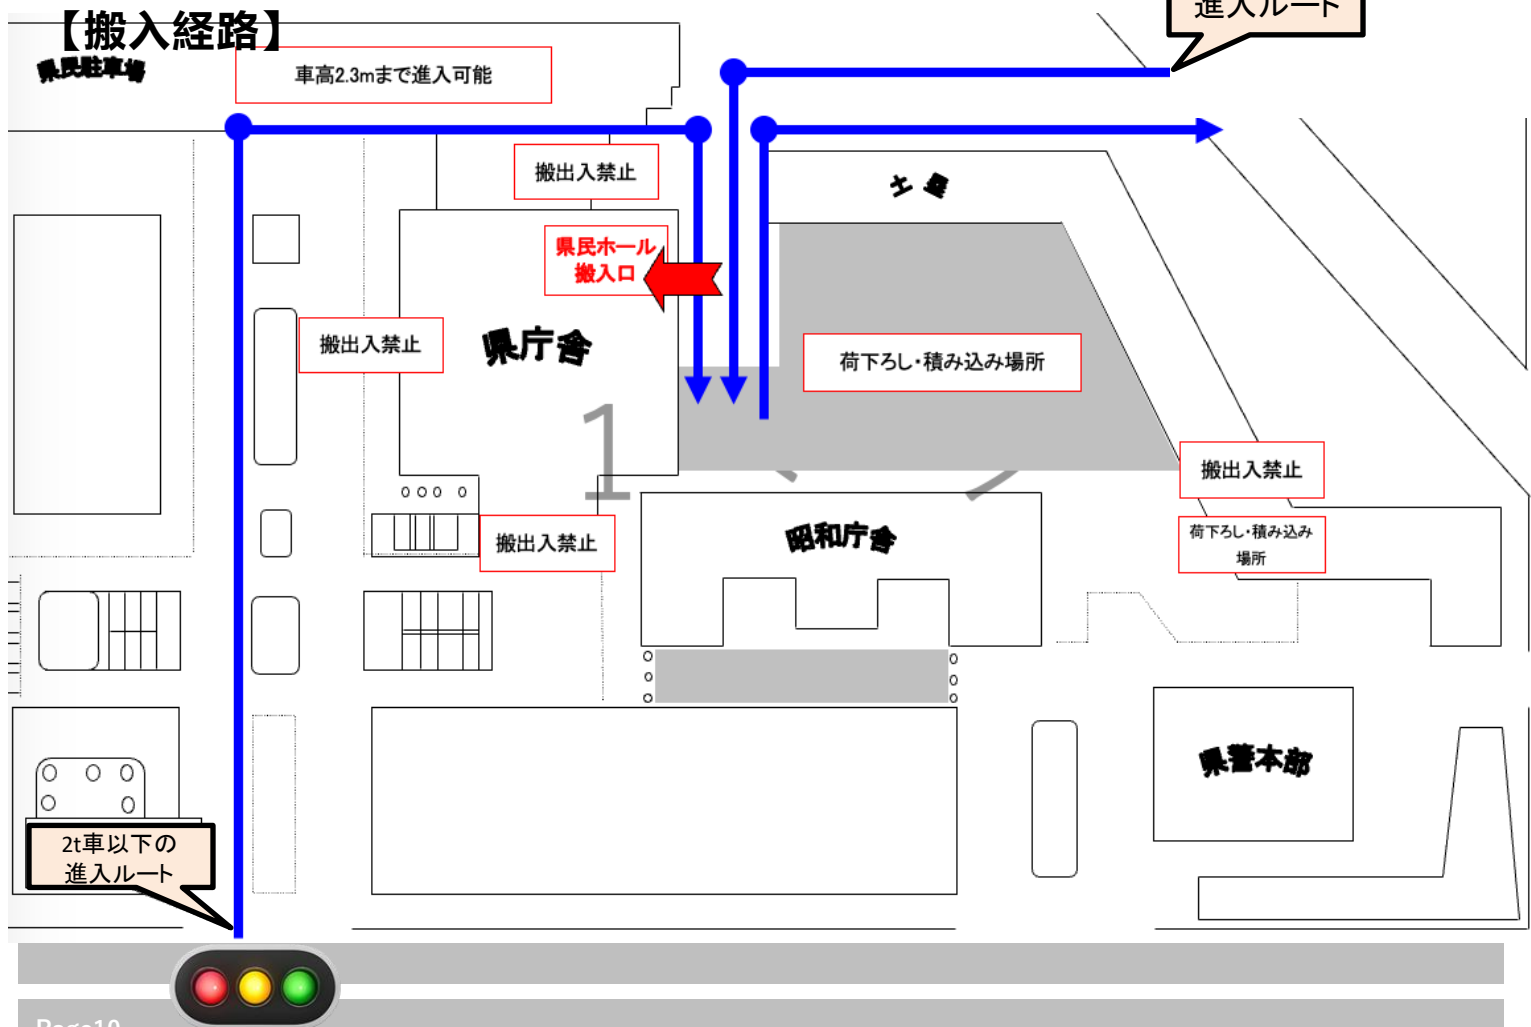 進入ルート
【搬入経路】
県民駐車場
車高2.3mまで進入可能
搬出入禁止
土塁
県民ホール
搬入口
搬出入禁止
県庁舎
荷下ろし・積み込み場所
1
搬出入禁止
搬出入禁止
昭和庁舎
荷下ろし・積み込み
場所
県警本部
2t車以下の
進入ルート
Page10